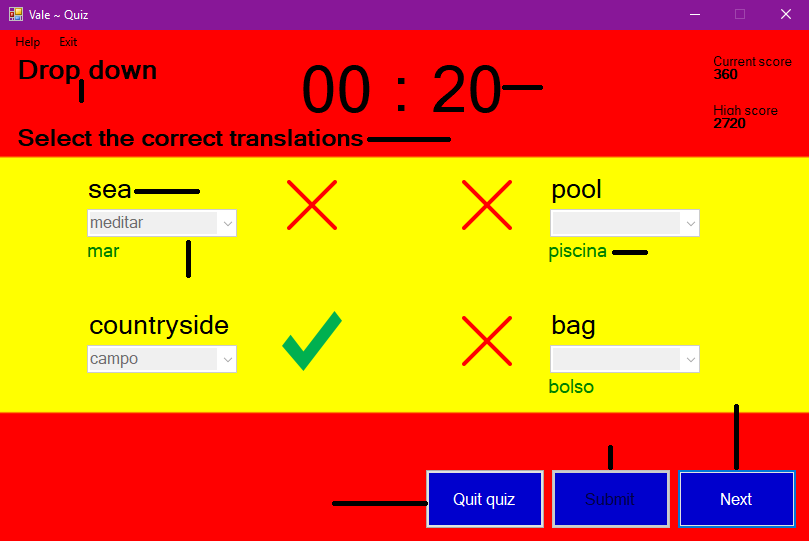 Vale ~ Quiz
Help Exit
Drop down
00 : 20
Current score
360
High score
2720
Select the correct translations
sea
meditar
mar
pool
piscina
countryside
campo
bag
bolso
Quit quiz
Submit
Next